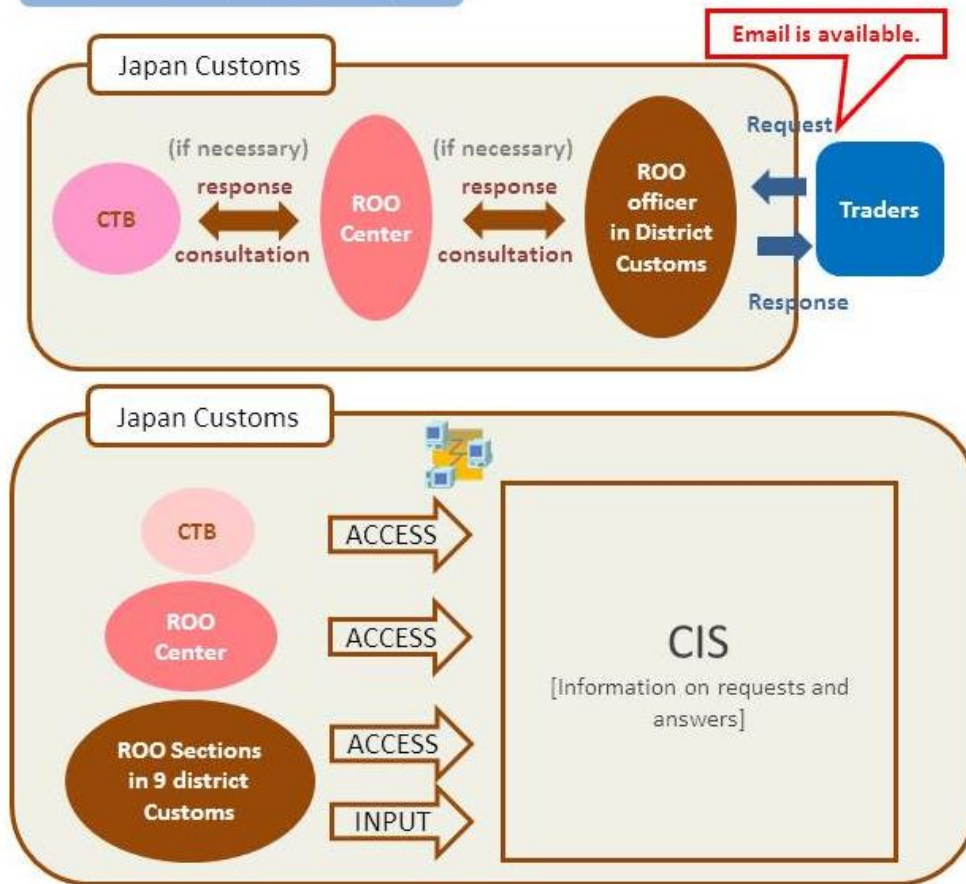 Email is available.
Japan Customs
Request
(if necessary)
(if necessary)
CTB
response
consultation
ROO
Center
response
consultation
ROO
officer
in District
Customs
Traders
Response
Japan Customs
CTB
ACCESS
ROO
Center
ACCESS
ROO Sections
in 9 district
Customs
ACCESS
INPUT
CIS
[Information on requests and
answers]